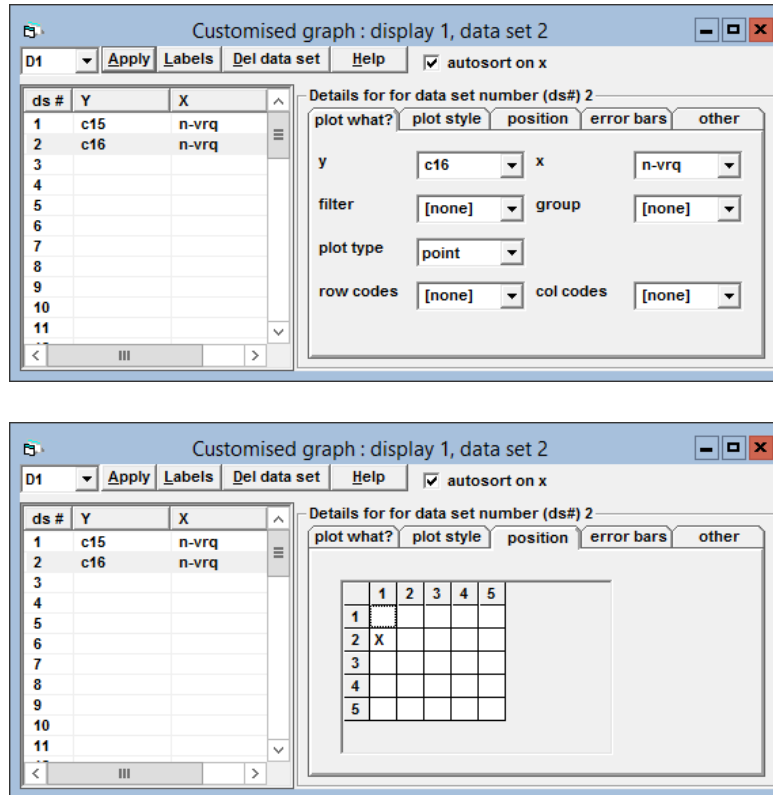 Customised graph : display 1, data set 2
D1 Apply Labels Del data set Help autosort on x
ds # Y X
1 c15 n-vrq
2 c16 n-vrq
3
4
5
6
7
8
9
10
11
Details for for data set number (ds#) 2
plot what? plot style position error bars other
y c16 x n-vrq
filter [none] group [none]
plot type point
row codes [none] col codes [none]
Customised graph : display 1, data set 2
D1 Apply Labels Del data set Help autosort on x
ds # Y X
1 c15 n-vrq
2 c16 n-vrq
3
4
5
6
7
8
9
10
11
Details for for data set number (ds#) 2
plot what? plot style position error bars other
1 2 3 4 5
1
2 X
3
4
5